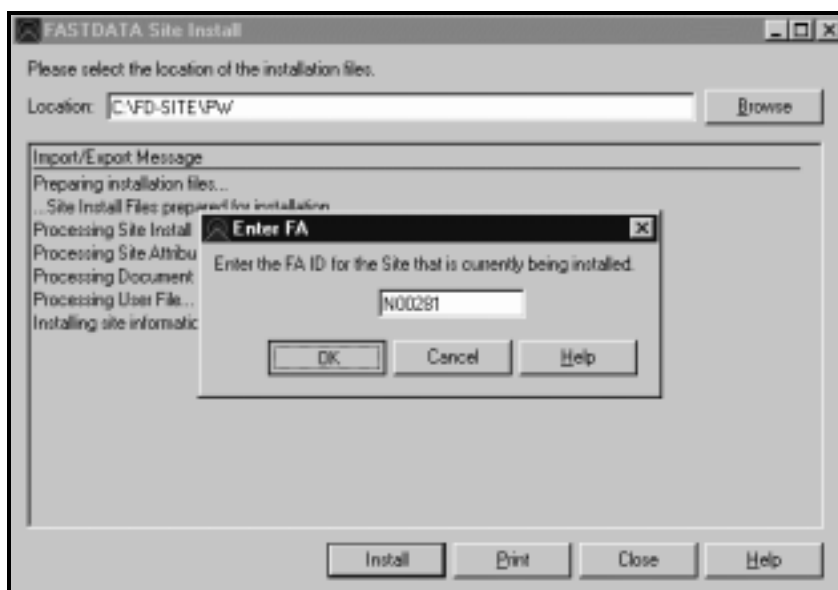 FASTDATA Site Install
Please select the location of the installation files.
Location: C:\FD-SITE\PW Browse
Import/Export Message
Preparing installation files...
...Site Install Files prepared for installation
Processing Site Install
Processing Site Attribu
Processing Document
Processing User File...
Installing site informatic
Enter FA
Enter the FA ID for the Site that is currently being installed.
N00281
OK Cancel Help
Install Print Close Help